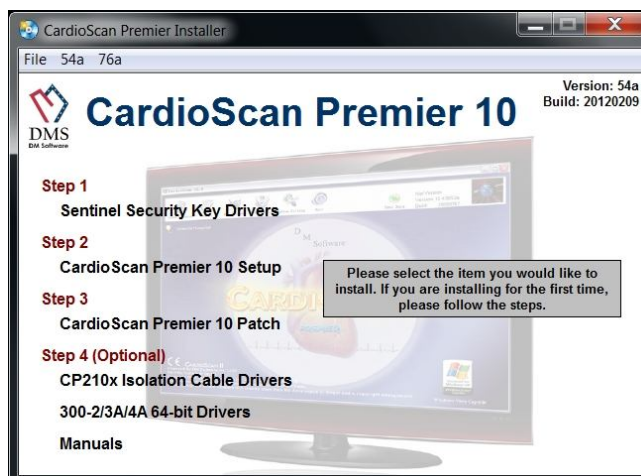 CardioScan Premier Installer
File 54a 76a
Version: 54a
Build: 20120209
DMS
DM Software
CardioScan Premier 10
Step 1
Sentinel Security Key Drivers
Step 2
CardioScan Premier 10 Setup
Step 3
CardioScan Premier 10 Patch
Step 4 (Optional)
CP210x Isolation Cable Drivers
300-2/3A/4A 64-bit Drivers
Manuals
Please select the item you would like to
install. If you are installing for the first time,
please follow the steps.
DM Software